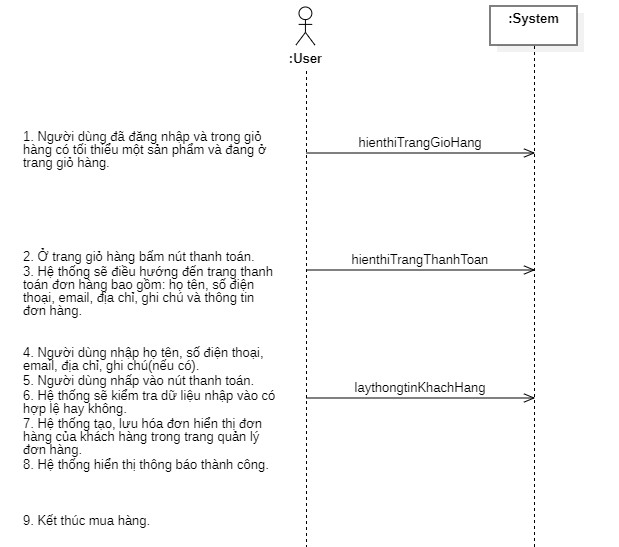 :User
:System
1. Người dùng đã đăng nhập và trong giỏ
hàng có tối thiểu một sản phẩm và đang ở
trang giỏ hàng.
hienthiTrangGioHang
2. Ở trang giỏ hàng bấm nút thanh toán.
3. Hệ thống sẽ điều hướng đến trang thanh
toán đơn hàng bao gồm: họ tên, số điện
thoại, email, địa chỉ, ghi chú và thông tin
đơn hàng.
hienthiTrangThanhToan
4. Người dùng nhập họ tên, số điện thoại,
email, địa chỉ, ghi chú(nếu có).
5. Người dùng nhấp vào nút thanh toán.
6. Hệ thống sẽ kiểm tra dữ liệu nhập vào có
hợp lệ hay không.
7. Hệ thống tạo, lưu hóa đơn hiển thị đơn
hàng của khách hàng trong trang quản lý
đơn hàng.
8. Hệ thống hiển thị thông báo thành công.
laythongtinKhachHang
9. Kết thúc mua hàng.